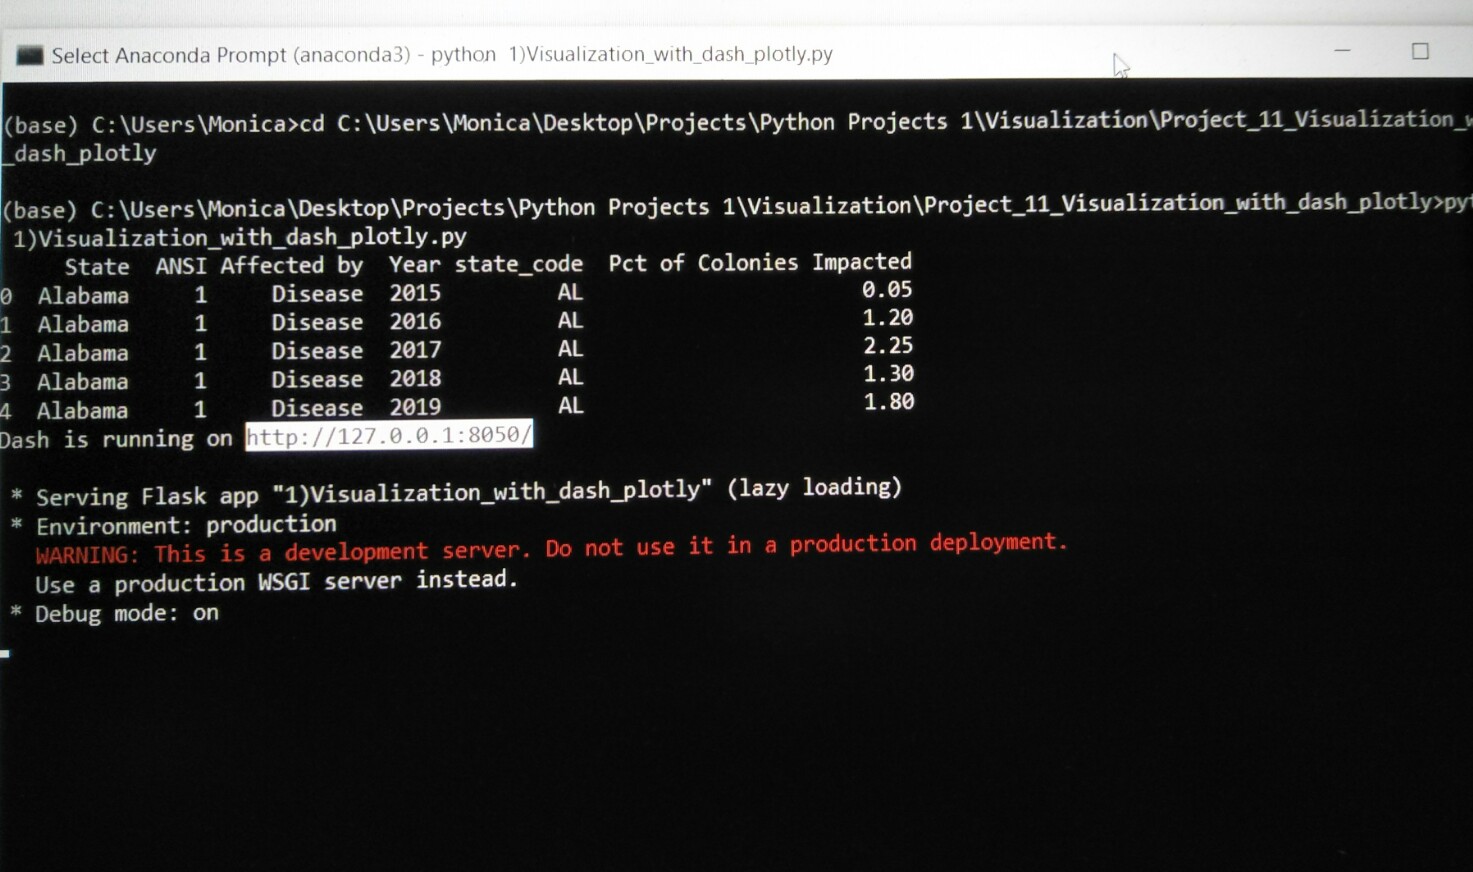 Select Anaconda Prompt (anaconda3) - python  1)Visualization_with_dash_plotly.py
(base) C:\Users\Monica>cd C:\Users\Monica\Desktop\Projects\Python Projects 1\Visualization\Project_11_Visualization_
_dash_plotly
(base) C:\Users\Monica\Desktop\Projects\Python Projects 1\Visualization\Project_11_Visualization_with_dash_plotly>pyt
1)Visualization_with_dash_plotly.py
State ANSI Affected by Year state_code Pct of Colonies Impacted
0 Alabama 1 Disease 2015 AL 0.05
1 Alabama 1 Disease 2016 AL 1.20
2 Alabama 1 Disease 2017 AL 2.25
3 Alabama 1 Disease 2018 AL 1.30
4 Alabama 1 Disease 2019 AL 1.80
Dash is running on http://127.0.0.1:8050/
* Serving Flask app "1)Visualization_with_dash_plotly" (lazy loading)
* Environment: production
WARNING: This is a development server. Do not use it in a production deployment.
Use a production WSGI server instead.
* Debug mode: on